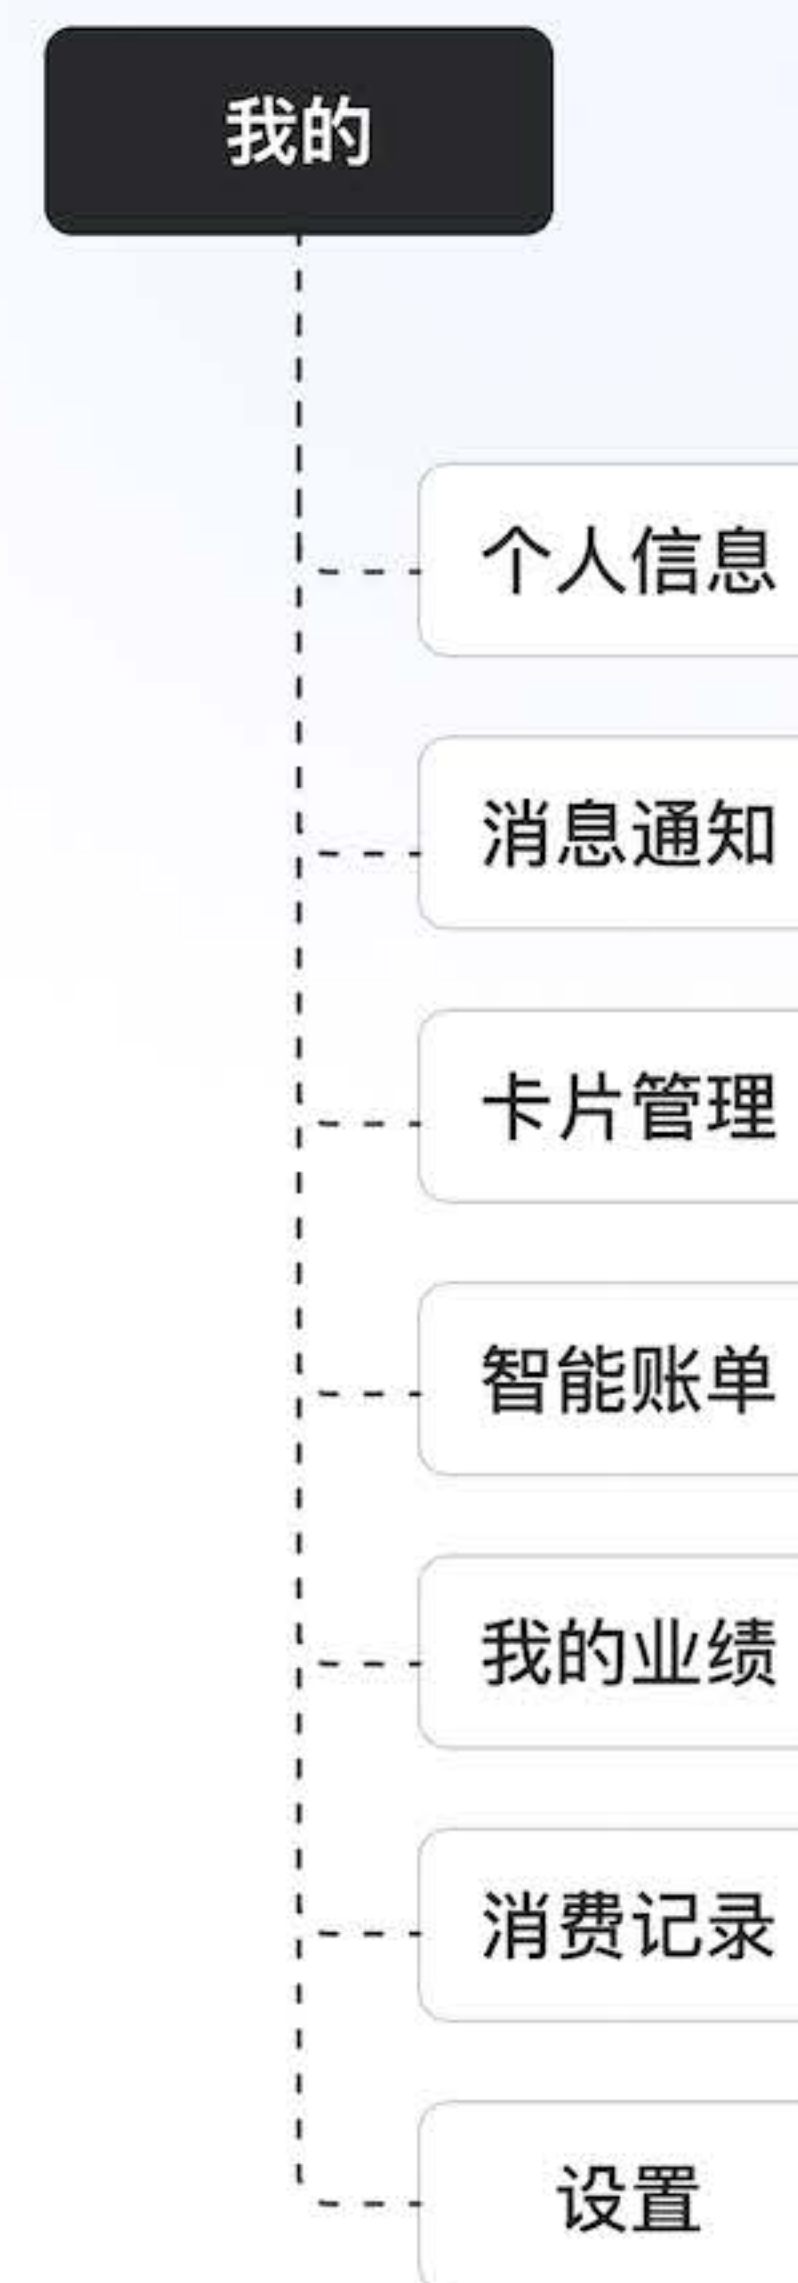 我的
个人信息
消息通知
卡片管理
智能账单
我的业绩
消费记录
设置